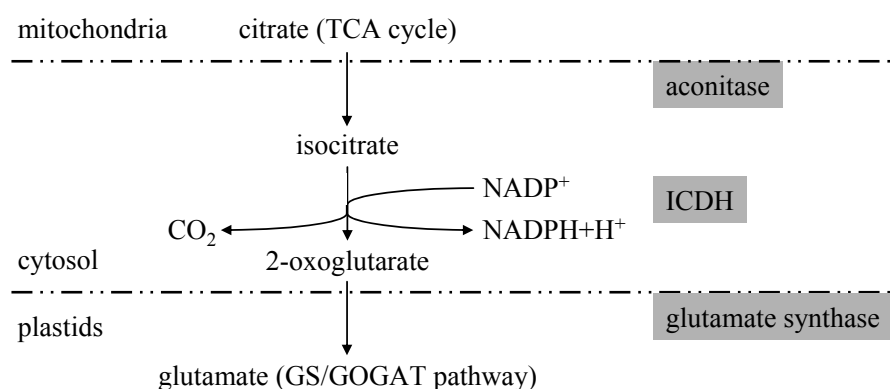 mitochondria citrate (TCA cycle)
aconitase
isocitrate
NADP⁺
ICDH
CO₂ NADPH+H⁺
cytosol 2-oxoglutarate
plastids glutamate synthase
glutamate (GS/GOGAT pathway)